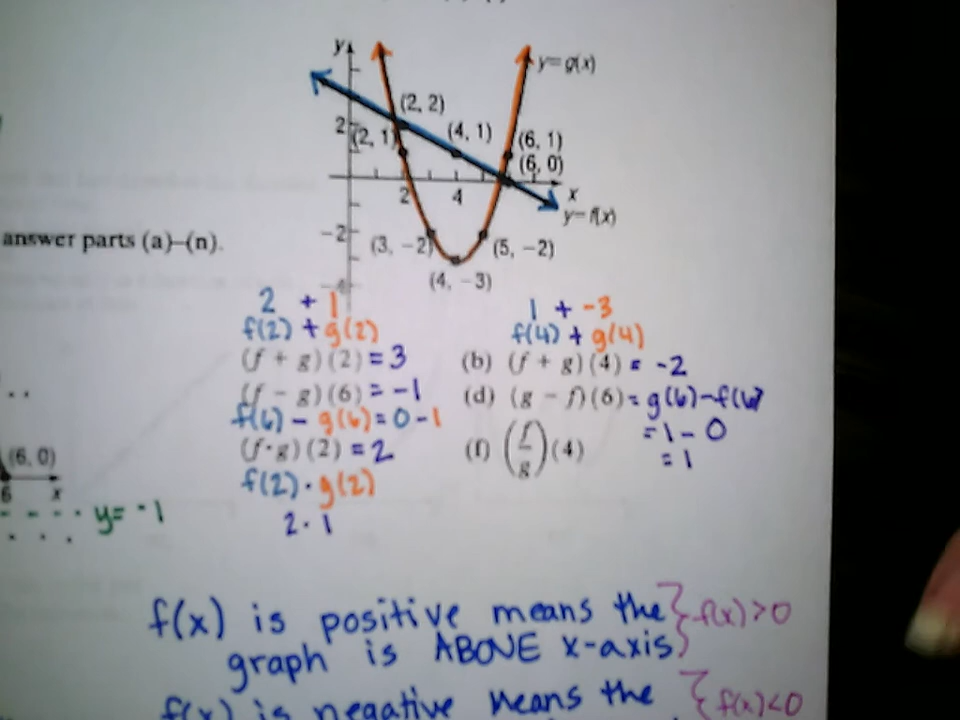 y
y=g(x)
(2, 2)
2
(2, 1)
(4, 1)
(6, 1)
(6, 0)
2
4
x
y=f(x)
answer parts (a)–(n).
-2
(3, -2)
(5, -2)
(4, -3)
-4
2 + 1
1 + -3
f(2) + g(2)
f(4) + g(4)
(f + g)(2) = 3
(b) (f + g)(4) = -2
(f - g)(6) = -1
(d) (g - f)(6) = g(6)-f(6)
f(6) - g(6) = 0-1
= 1 - 0
(f·g)(2) = 2
(f) (f/g)(4)
= 1
(6, 0)
f(2) · g(2)
6
x
y= -1
2 · 1
f(x) is positive means the } f(x)>0
graph is ABOVE x-axis
f(x) is negative means the { f(x)<0